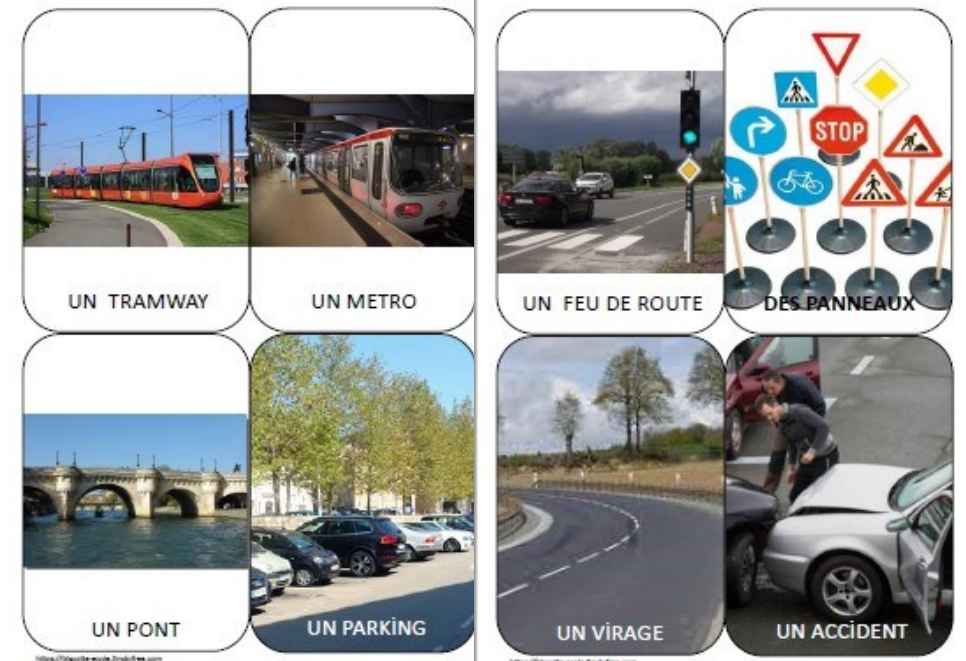 STOP
UN TRAMWAY
UN METRO
UN FEU DE ROUTE
DES PANNEAUX
UN PONT
UN PARKİNG
UN VİRAGE
UN ACCİDENT